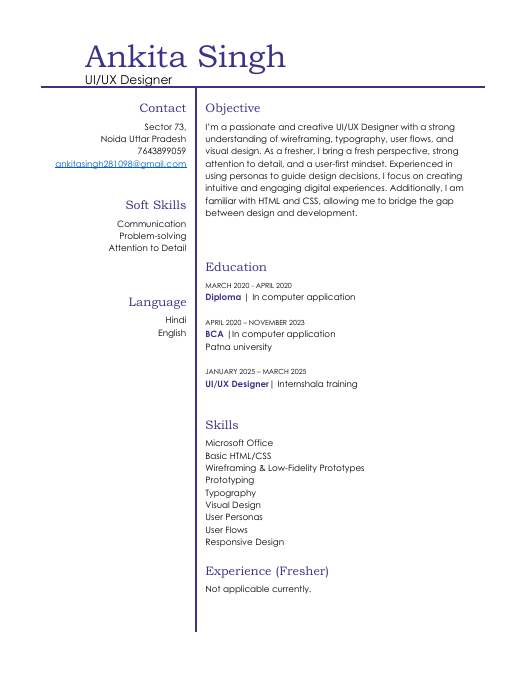 Ankita Singh
UI/UX Designer
Contact
Sector 73,
Noida Uttar Pradesh
7643899059
ankitasingh281098@gmail.com
Soft Skills
Communication
Problem-solving
Attention to Detail
Language
Hindi
English
Objective
I'm a passionate and creative UI/UX Designer with a strong
understanding of wireframing, typography, user flows, and
visual design. As a fresher, I bring a fresh perspective, strong
attention to detail, and a user-first mindset. Experienced in
using personas to guide design decisions, I focus on creating
intuitive and engaging digital experiences. Additionally, I am
familiar with HTML and CSS, allowing me to bridge the gap
between design and development.
Education
MARCH 2020 - APRIL 2020
Diploma | In computer application
APRIL 2020 – NOVEMBER 2023
BCA |In computer application
Patna university
JANUARY 2025 – MARCH 2025
UI/UX Designer| Internshala training
Skills
Microsoft Office
Basic HTML/CSS
Wireframing & Low-Fidelity Prototypes
Prototyping
Typography
Visual Design
User Personas
User Flows
Responsive Design
Experience (Fresher)
Not applicable currently.